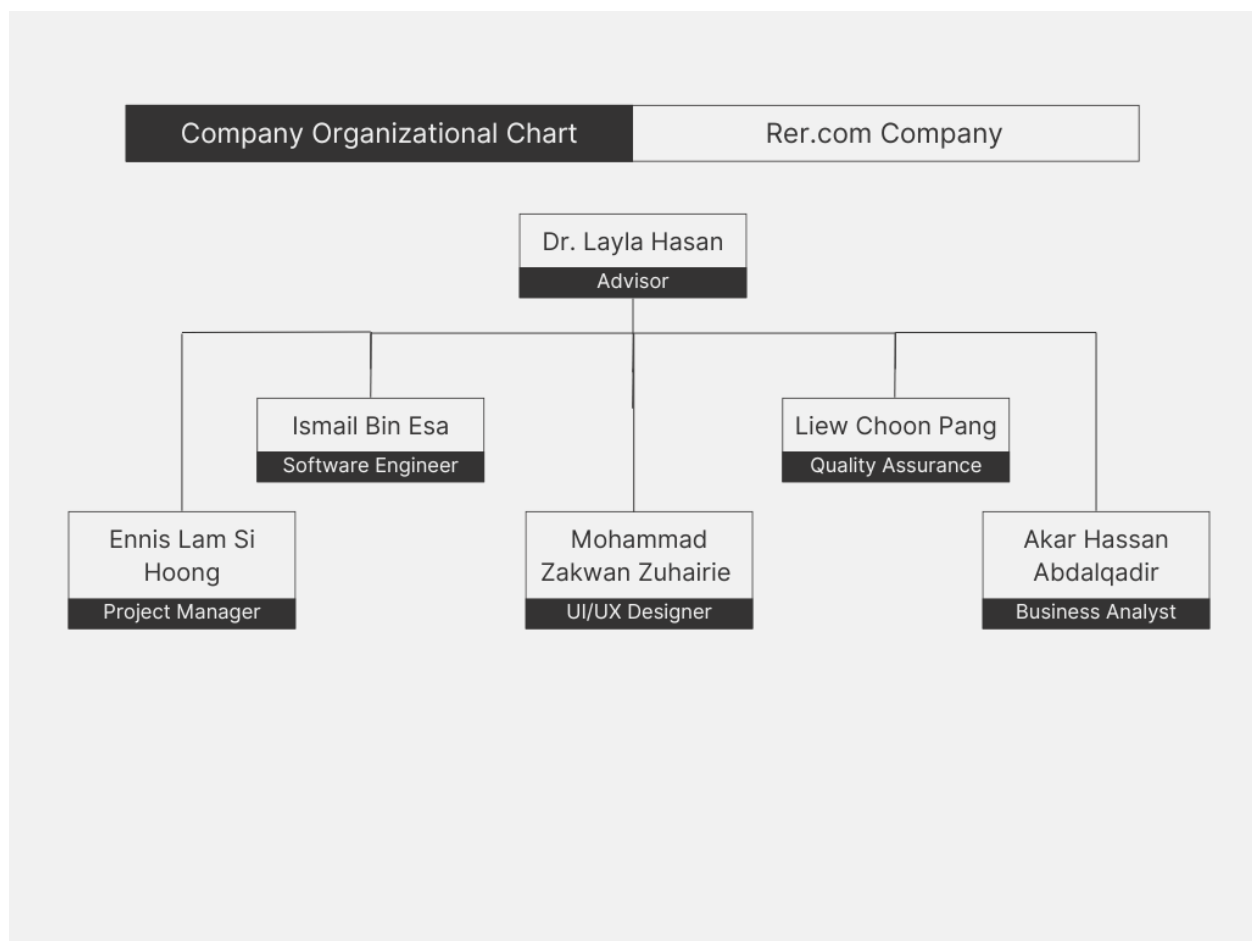 Company Organizational Chart
Rer.com Company
Dr. Layla Hasan
Advisor
Ismail Bin Esa
Software Engineer
Liew Choon Pang
Quality Assurance
Ennis Lam Si
Hoong
Project Manager
Mohammad
Zakwan Zuhairie
UI/UX Designer
Akar Hassan
Abdalqadir
Business Analyst